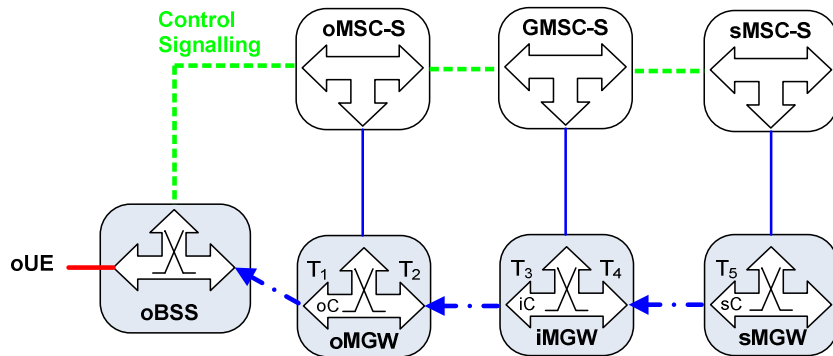 Control
Signalling
oMSC-S
GMSC-S
sMSC-S
oUE
oBSS
T1
T2
oC
oMGW
T3
T4
iC
iMGW
T5
sC
sMGW